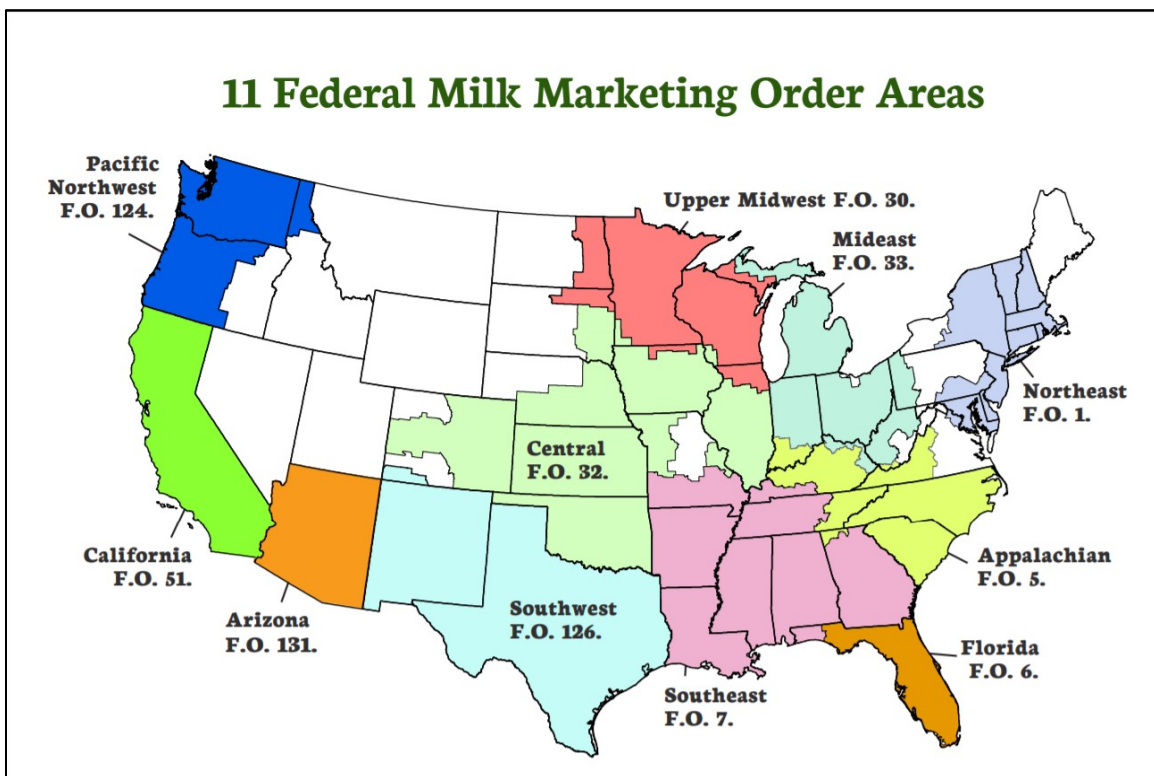 11 Federal Milk Marketing Order Areas
Pacific
Northwest
F.O. 124.
Upper Midwest F.O. 30.
Mideast
F.O. 33.
Northeast
F.O. 1.
Central
F.O. 32.
California
F.O. 51.
Appalachian
F.O. 5.
Arizona
F.O. 131.
Southwest
F.O. 126.
Florida
F.O. 6.
Southeast
F.O. 7.